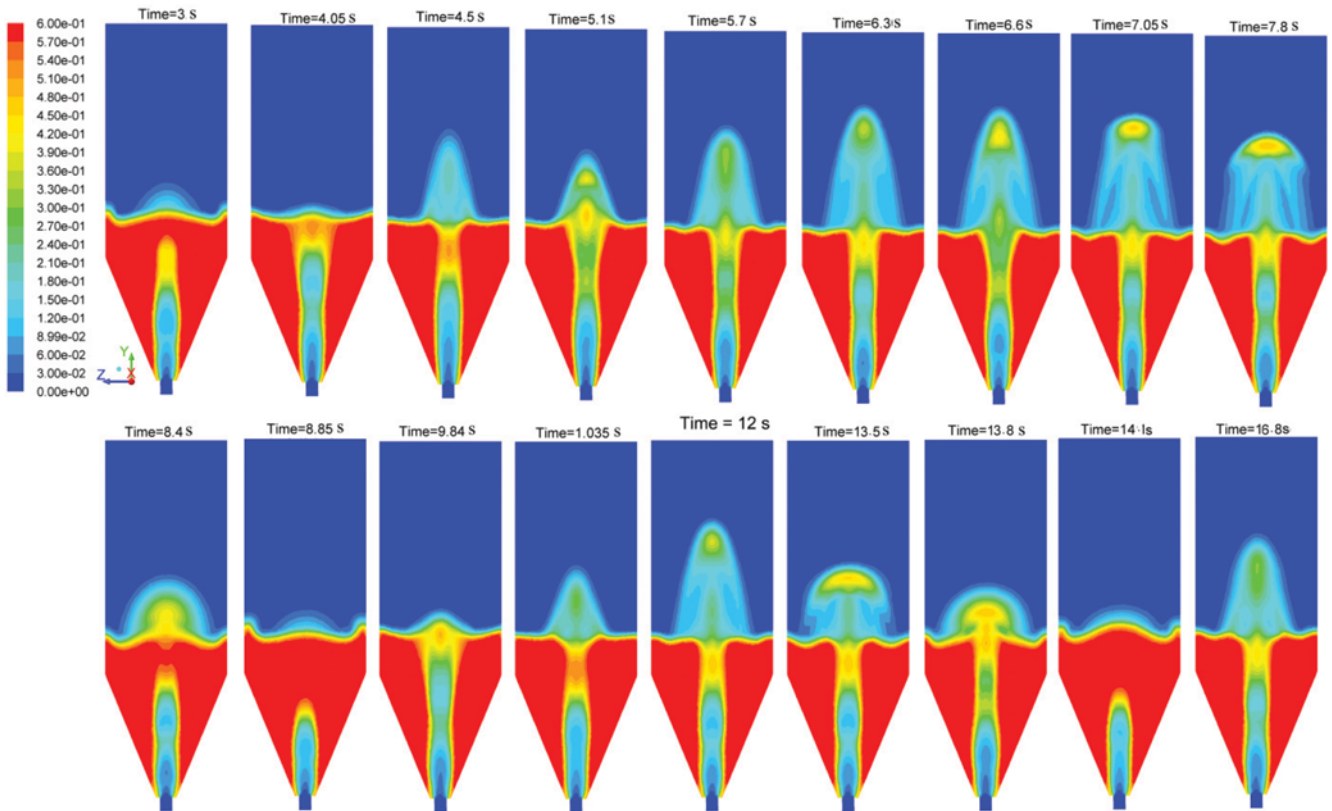 Time=3 s
Time=4.05 s
Time=4.5 s
Time=5.1 s
Time=5.7 s
Time=6.3s
Time=6.6 s
Time=7.05 s
Time=7.8 s
6.00e-01
5.70e-01
5.40e-01
5.10e-01
4.80e-01
4.50e-01
4.20e-01
3.90e-01
3.60e-01
3.30e-01
3.00e-01
2.70e-01
2.40e-01
2.10e-01
1.80e-01
1.50e-01
1.20e-01
8.99e-02
6.00e-02
3.00e-02
0.00e+00
Y
Z X
Time=8.4 s
Time=8.85 s
Time=9.84 s
Time=1.035 s
Time = 12 s
Time=13.5 s
Time=13.8 s
Time=14.1s
Time=16.8s